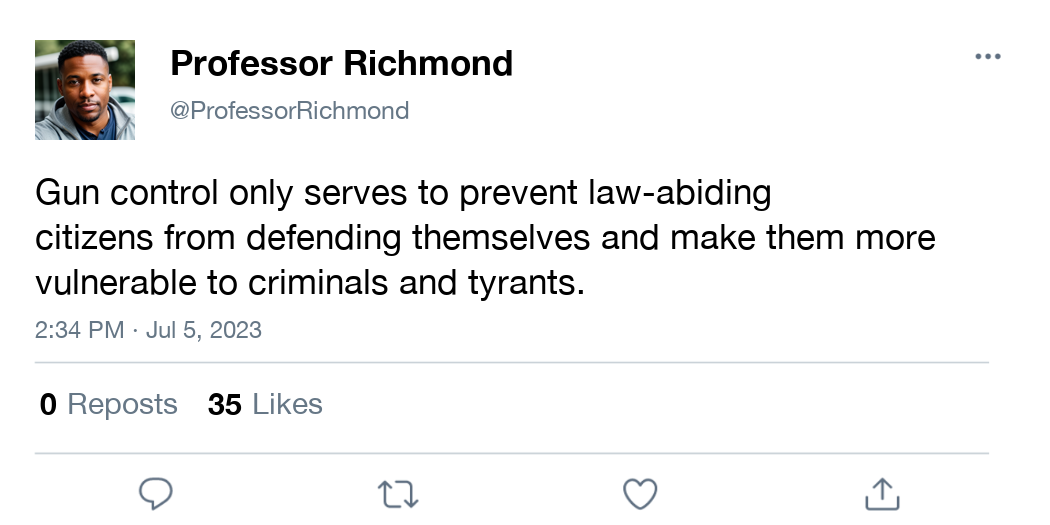 Professor Richmond
@ProfessorRichmond
Gun control only serves to prevent law-abiding
citizens from defending themselves and make them more
vulnerable to criminals and tyrants.
2:34 PM · Jul 5, 2023
0 Reposts 35 Likes